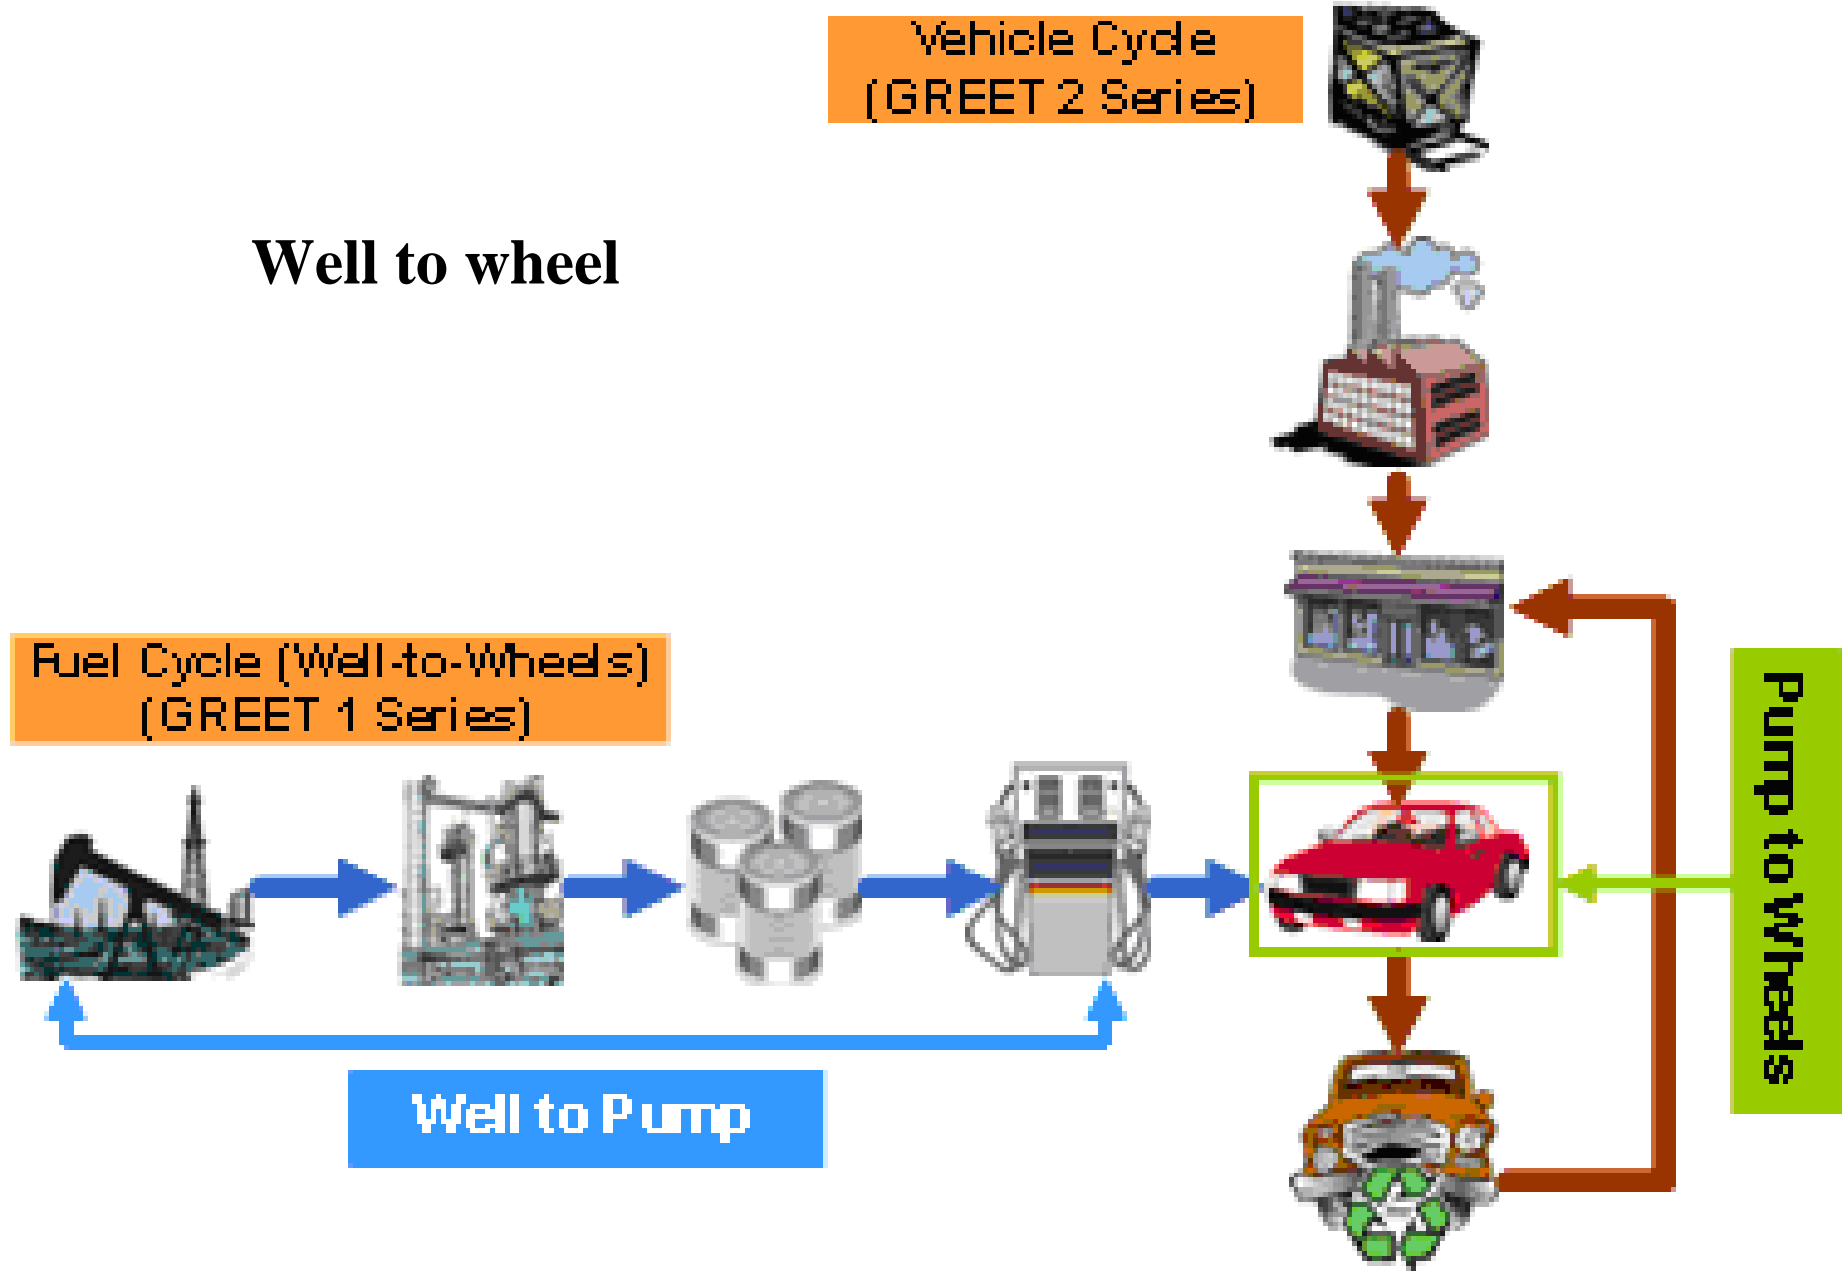 Vehicle Cycle
(GREET 2 Series)
Well to wheel
Fuel Cycle (Well-to-Wheels)
(GREET 1 Series)
Pump to Wheels
Well to Pump